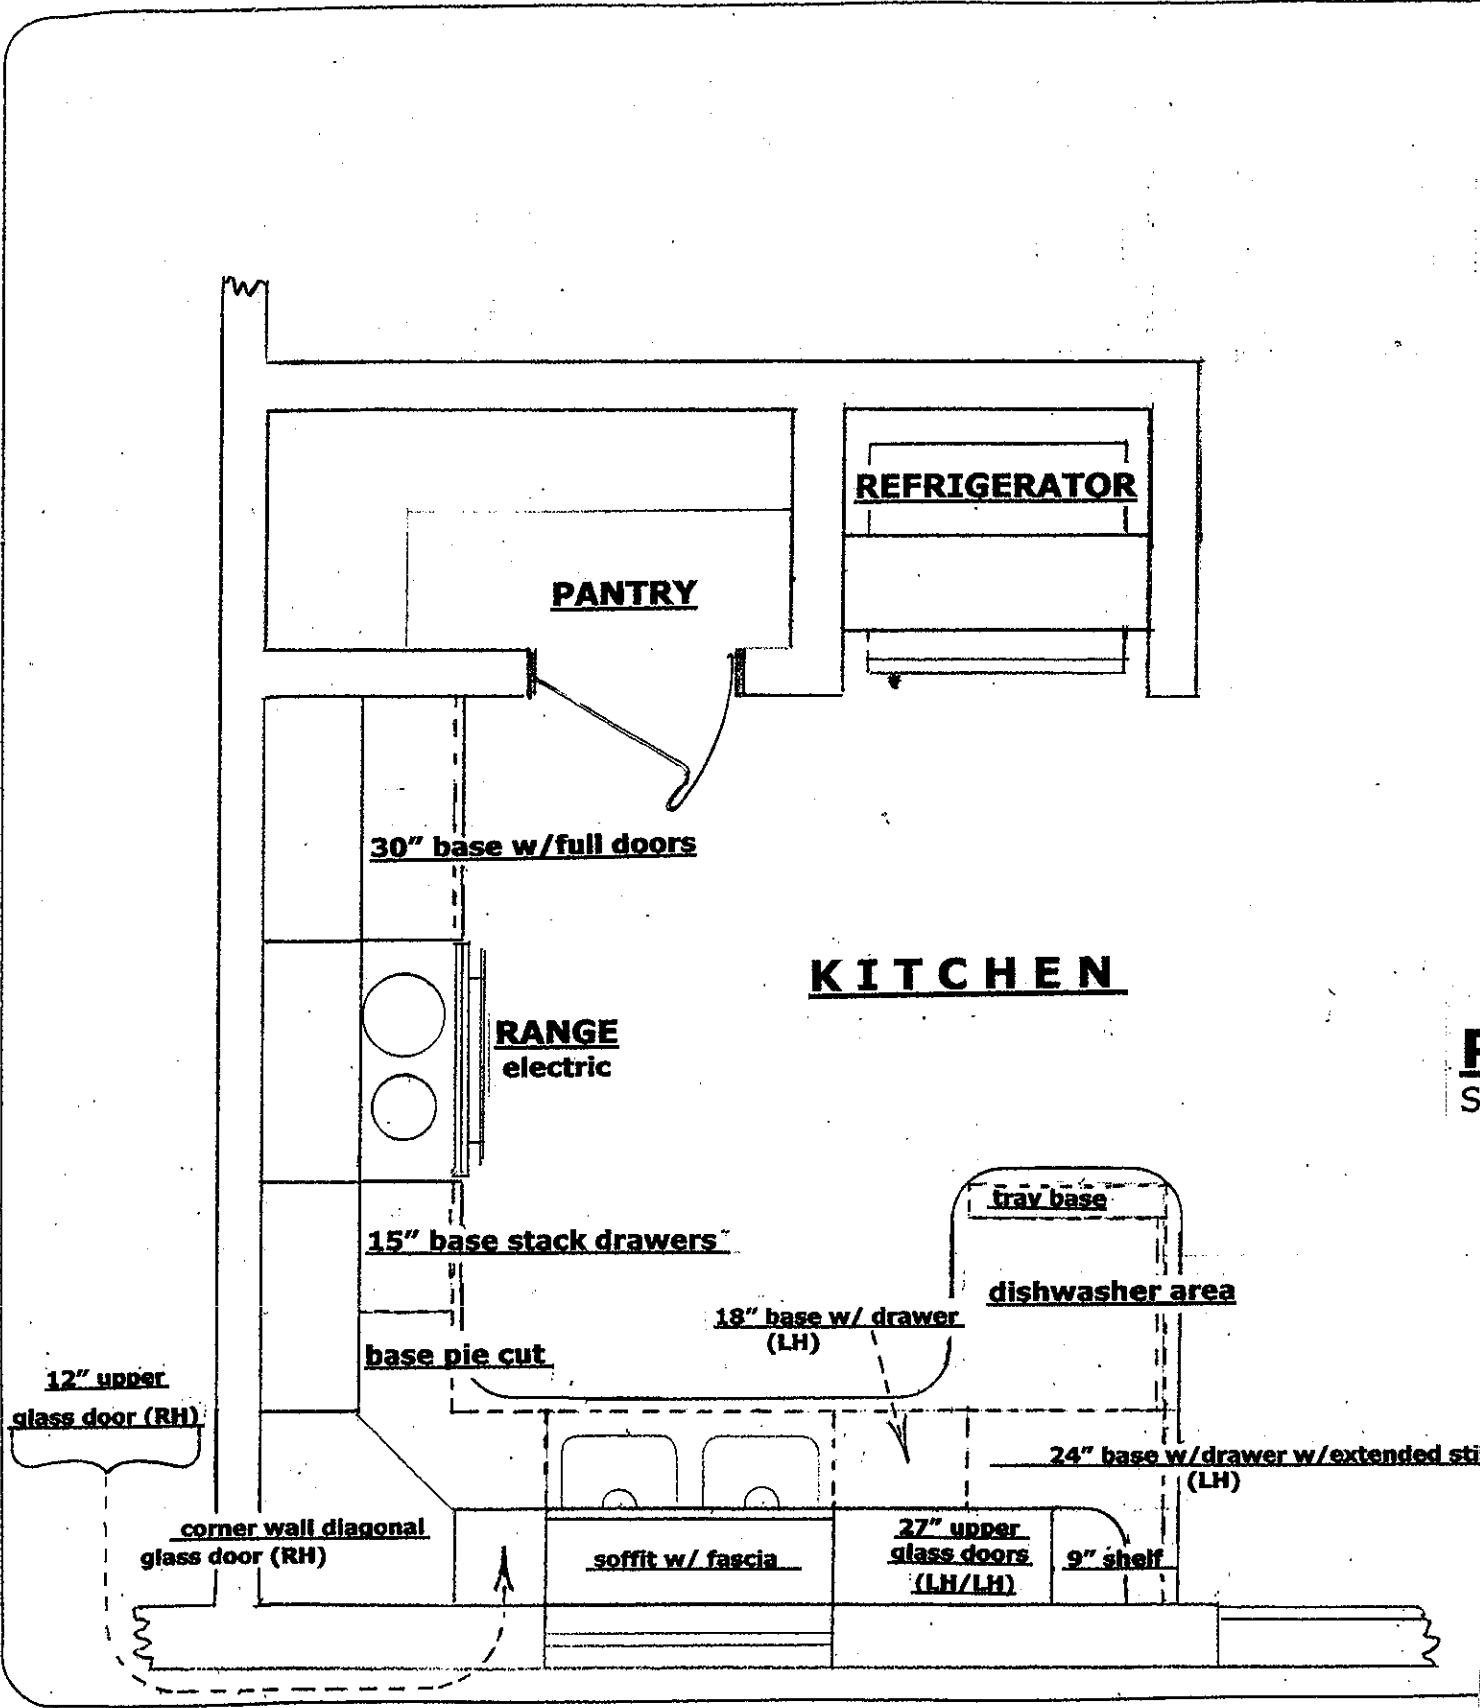 REFRIGERATOR
PANTRY
30" base w/full doors
KITCHEN
RANGE
electric
tray base
15" base stack drawers
dishwasher area
18" base w/ drawer
(LH)
base pie cut
12" upper
glass door (RH)
24" base w/drawer w/extended sti
(LH)
corner wall diagonal
glass door (RH)
soffit w/ fascia
27" upper
glass doors
(LH/LH)
9" shelf